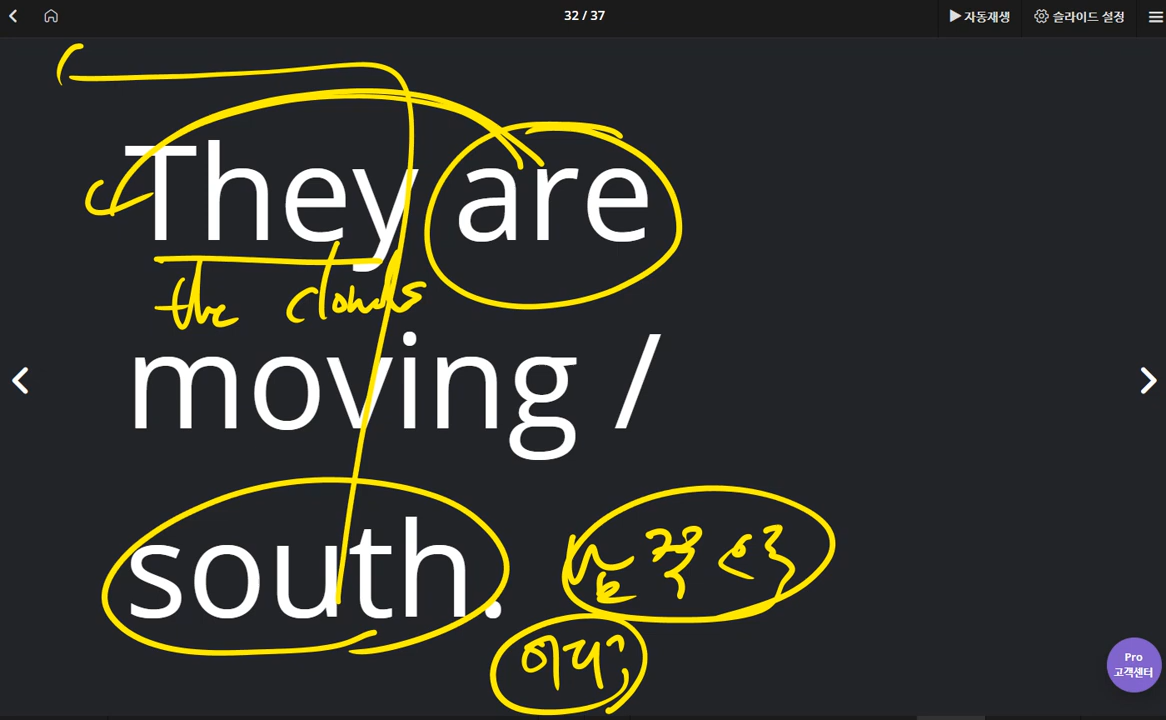 32 / 37
▶ 자동재생
슬라이드 설정
They are
the clouds
moving /
south.
Pro
고객센터